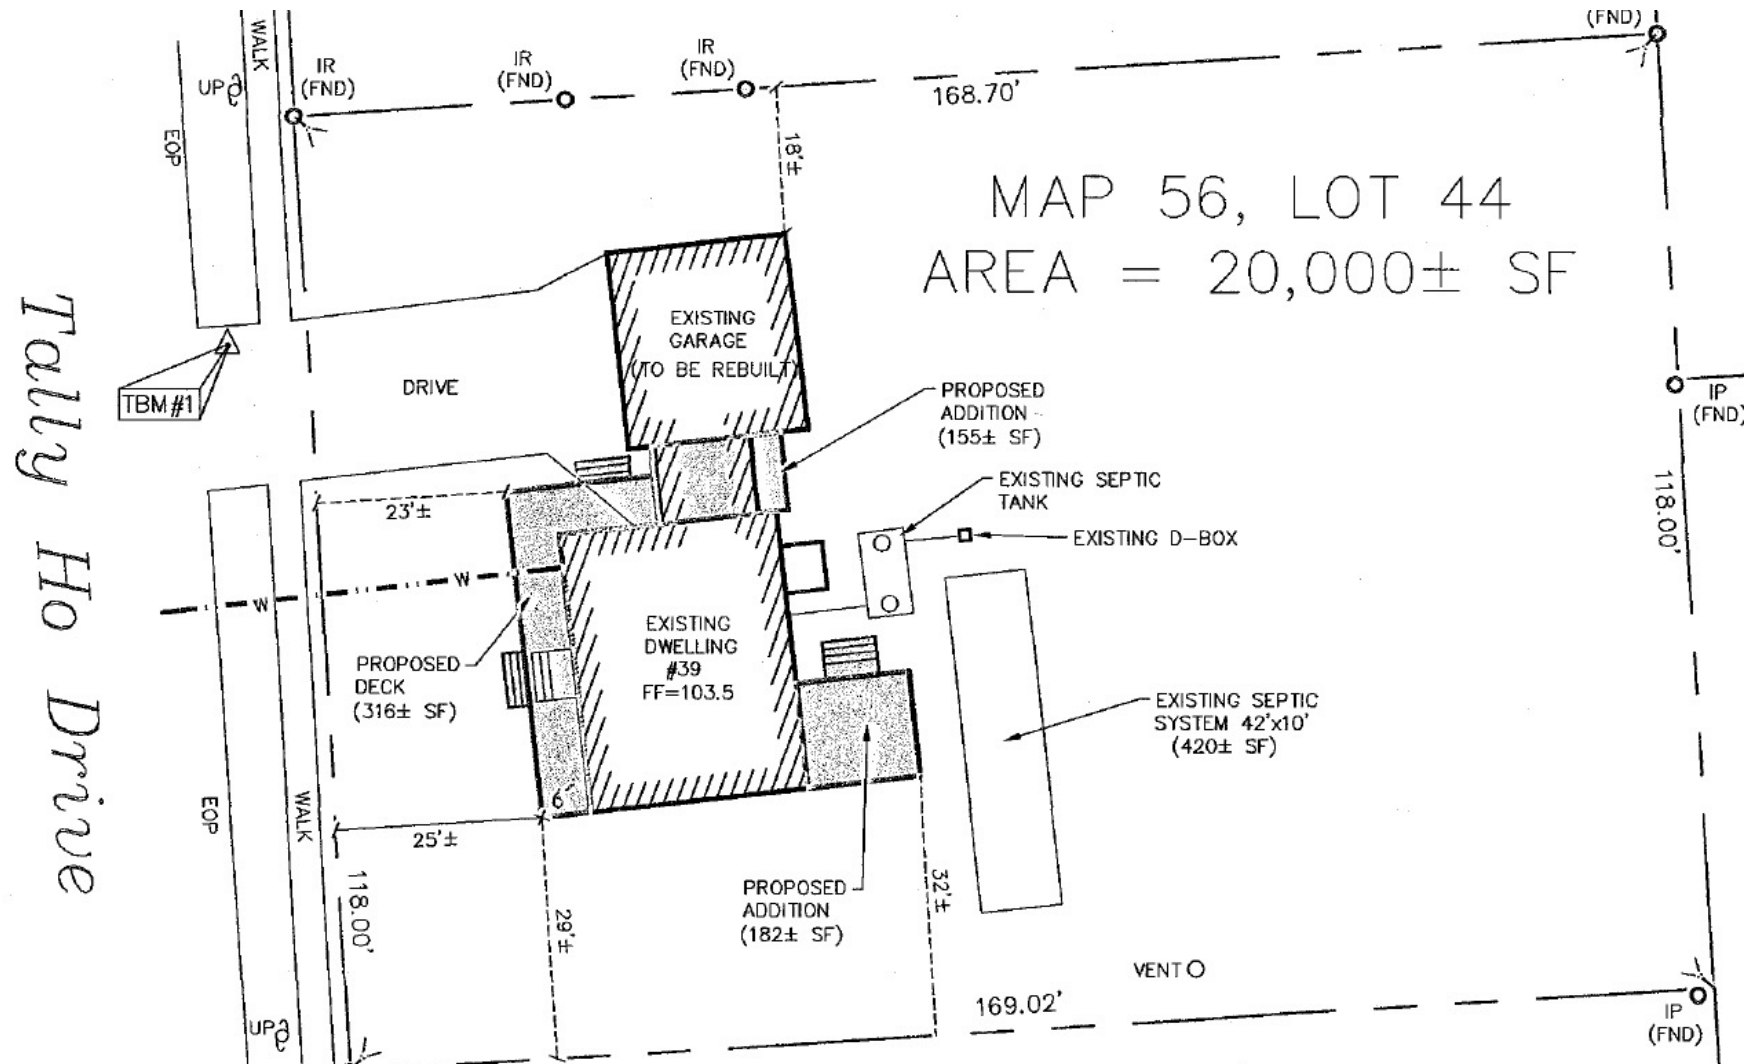 (FND)
WALK
IR
(FND)
IR
(FND)
IR
(FND)
UP
168.70'
EOP
18'±
MAP 56, LOT 44
AREA = 20,000± SF
EXISTING
GARAGE
(TO BE REBUILT)
Tally Ho Drive
TBM #1
DRIVE
PROPOSED
ADDITION
(155± SF)
IP
(FND)
23'±
EXISTING SEPTIC
TANK
118.00'
EXISTING D-BOX
W
W
EXISTING
DWELLING
#39
FF=103.5
PROPOSED
DECK
(316± SF)
EXISTING SEPTIC
SYSTEM 42'x10'
(420± SF)
6'
EOP
WALK
25'±
118.00'
29'±
PROPOSED
ADDITION
(182± SF)
32'±
VENT
169.02'
IP
(FND)
UP